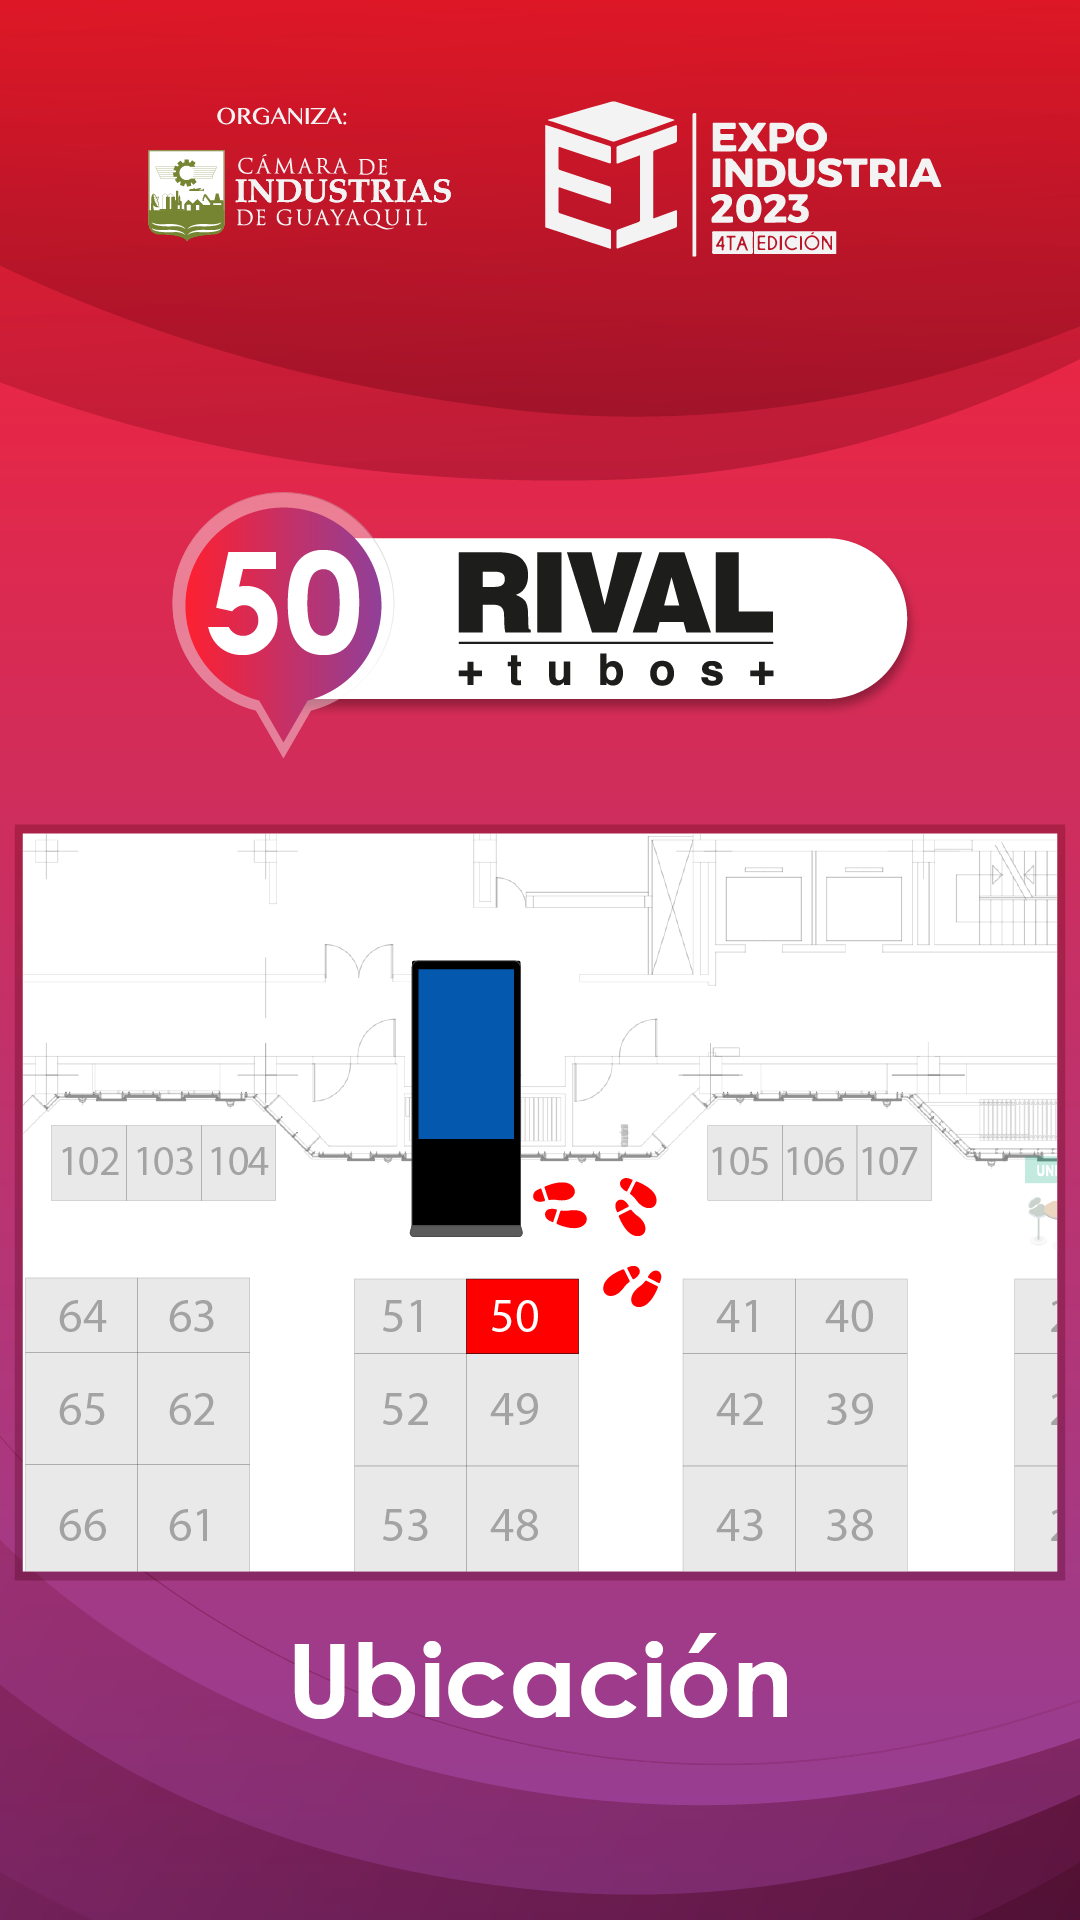 ORGANIZA:
CÁMARA DE
INDUSTRIAS
DE GUAYAQUIL
EXPO
INDUSTRIA
2023
4TA EDICIÓN
50
RIVAL
+ tubos +
102 103 104
105 106 107
64 63 51 50 41 40
65 62 52 49 42 39
66 61 53 48 43 38
Ubicación